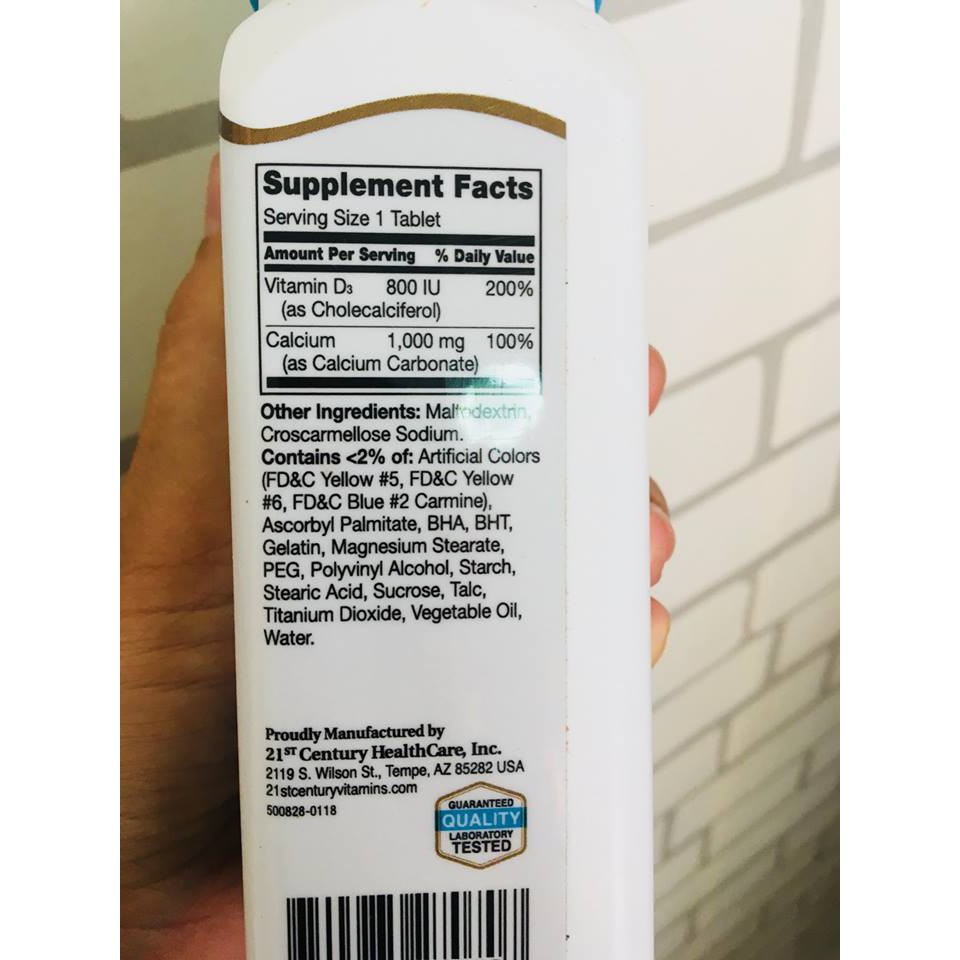 Supplement Facts
Serving Size 1 Tablet
Amount Per Serving % Daily Value
Vitamin D₃ 800 IU 200%
(as Cholecalciferol)
Calcium 1,000 mg 100%
(as Calcium Carbonate)
Other Ingredients: Maltodextrin,
Croscarmellose Sodium.
Contains <2% of: Artificial Colors
(FD&C Yellow #5, FD&C Yellow
#6, FD&C Blue #2 Carmine),
Ascorbyl Palmitate, BHA, BHT,
Gelatin, Magnesium Stearate,
PEG, Polyvinyl Alcohol, Starch,
Stearic Acid, Sucrose, Talc,
Titanium Dioxide, Vegetable Oil,
Water.
Proudly Manufactured by
21ST Century HealthCare, Inc.
2119 S. Wilson St., Tempe, AZ 85282 USA
21stcenturyvitamins.com
500828-0118
GUARANTEED
QUALITY
LABORATORY
TESTED